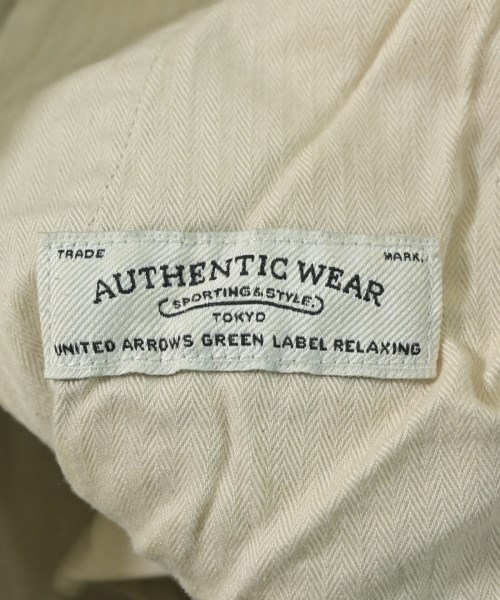 TRADE MARK.
AUTHENTIC WEAR
SPORTING & STYLE.
TOKYO
UNITED ARROWS GREEN LABEL RELAXING